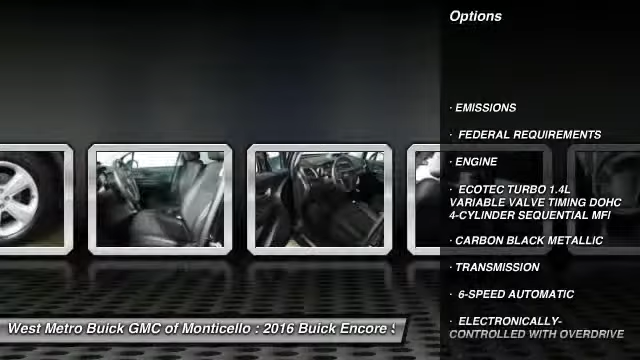 Options
· EMISSIONS
· FEDERAL REQUIREMENTS
· ENGINE
· ECOTEC TURBO 1.4L
VARIABLE VALVE TIMING DOHC
4-CYLINDER SEQUENTIAL MFI
· CARBON BLACK METALLIC
· TRANSMISSION
· 6-SPEED AUTOMATIC
· ELECTRONICALLY-
CONTROLLED WITH OVERDRIVE
West Metro Buick GMC of Monticello : 2016 Buick Encore